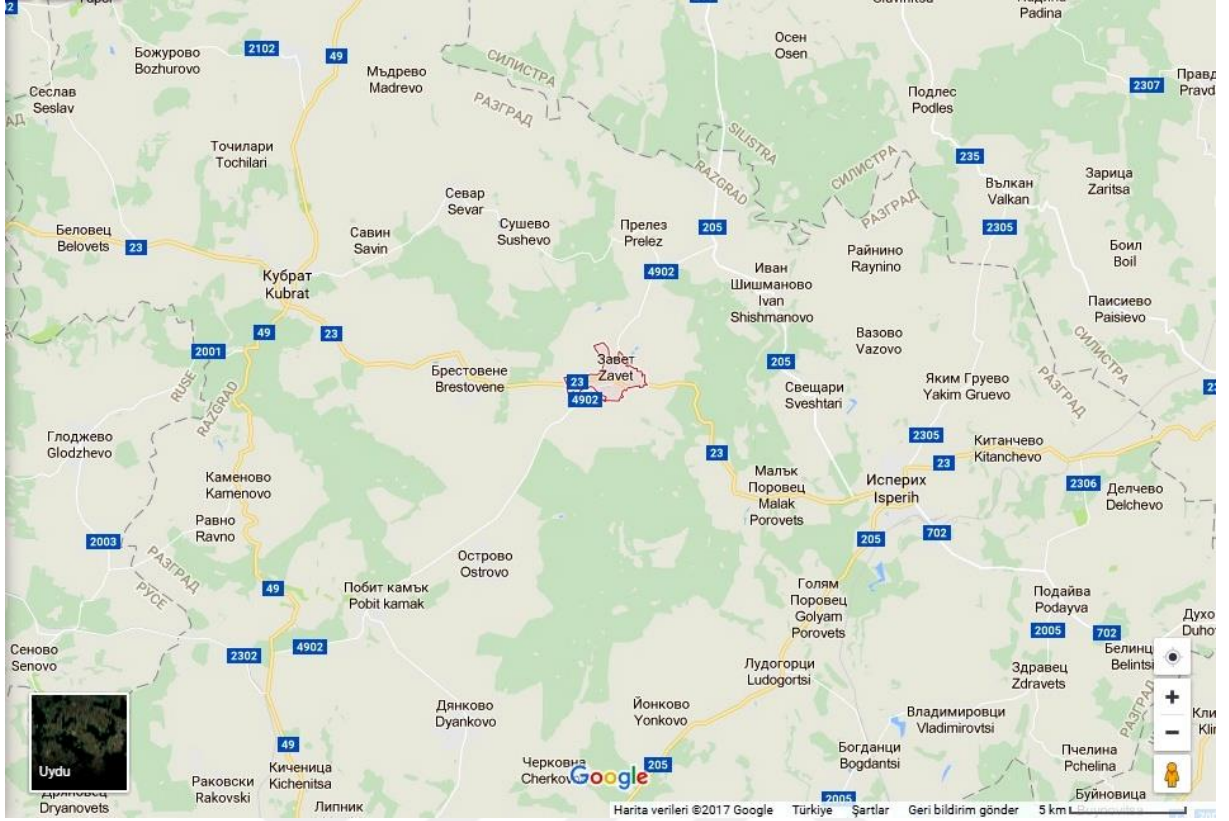 Падина
Padina
Осен
Osen
Божурово
Bozhurovo
2102
49
Мъдрево
Madrevo
СИЛИСТРА
РАЗГРАД
Сеслав
Seslav
Подлес
Podles
2307
Точилари
Tochilari
SILISTRA
RAZGRAD
235
СИЛИСТРА
РАЗГРАД
Вълкан
Valkan
Зарица
Zaritsa
Беловец
Belovets
23
Савин
Savin
Севар
Sevar
Сушево
Sushevo
Прелез
Prelez
205
2305
Райнино
Raynino
Боил
Boil
Кубрат
Kubrat
4902
Иван
Шишманово
Ivan
Shishmanovo
Паисиево
Paisievo
49
23
2001
RUSE
RAZGRAD
Вазово
Vazovo
СИЛИСТРА
РАЗГРАД
Брестовене
Brestovene
Завет
Zavet
23
4902
205
Свещари
Sveshtari
Яким Груево
Yakim Gruevo
Глоджево
Glodzhevo
2305
23
Китанчево
Kitanchevo
23
Каменово
Kamenovo
Малък
Поровец
Malak
Porovets
Исперих
Isperih
2306
Делчево
Delchevo
Равно
Ravno
2003
РАЗГРАД
РУСЕ
205
702
Острово
Ostrovo
49
Побит камък
Pobit kamak
Голям
Поровец
Golyam
Porovets
Подайва
Podayva
2005
702
Сеново
Senovo
2302
4902
Лудогорци
Ludogortsi
Здравец
Zdravets
Дянково
Dyankovo
Йонково
Yonkovo
Владимировци
Vladimirovtsi
РАЗГРАД
49
Богданци
Bogdantsi
Пчелина
Pchelina
Uydu
Киченица
Kichenitsa
Черковна
205
Google
Раковски
Rakovski
Липник
2005
Буйновица
Dryanovets
Harita verileri ©2017 Google Türkiye Şartlar Geri bildirim gönder 5 km